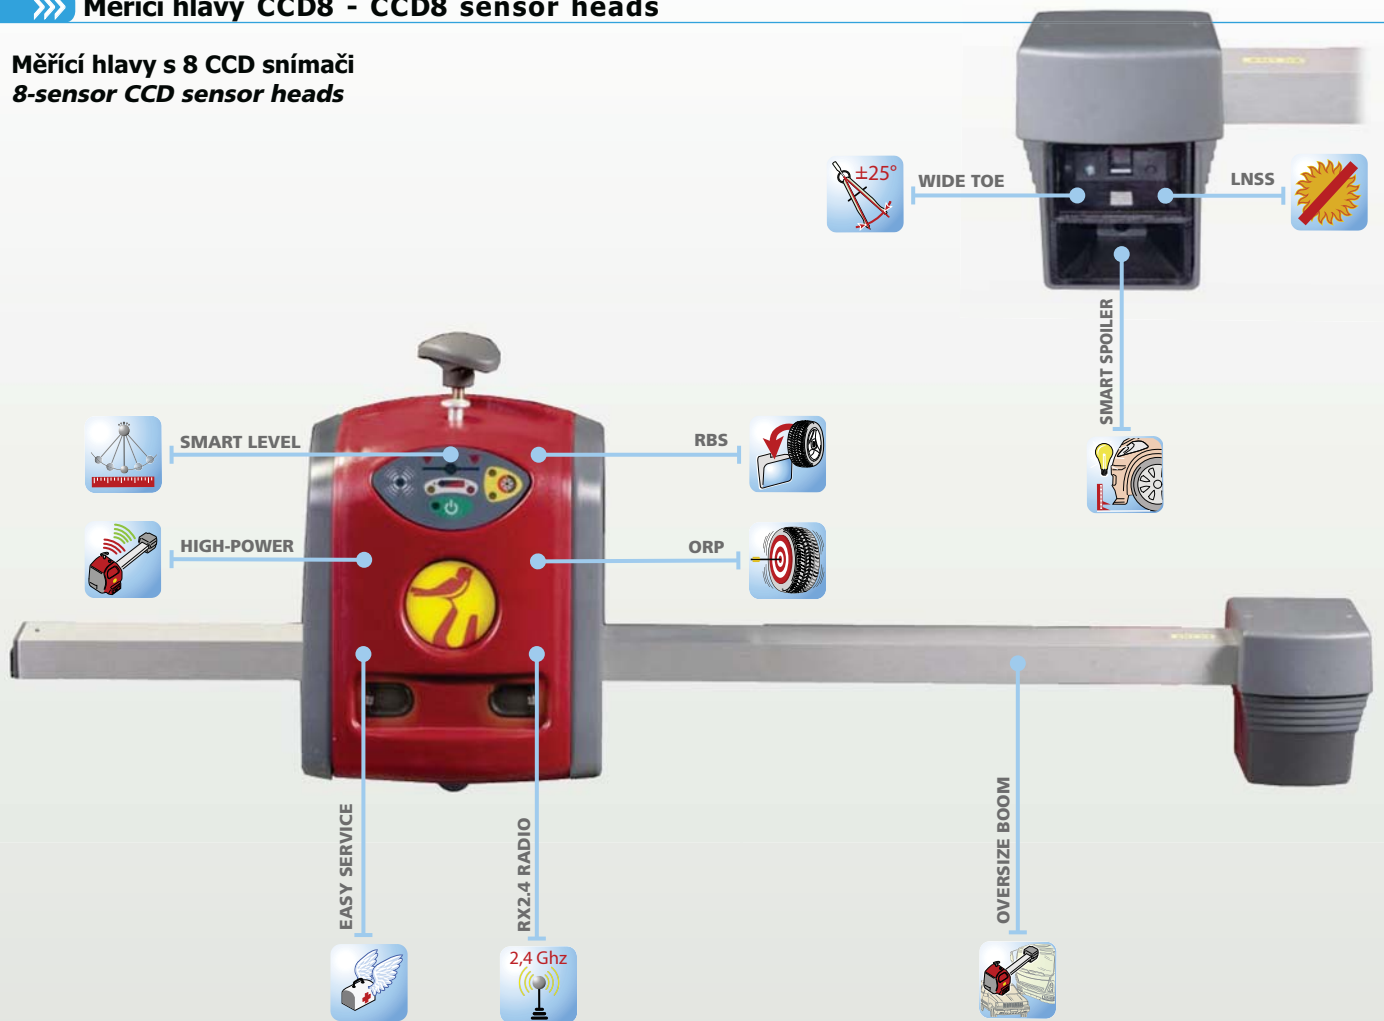 Měřící hlavy CCD8 - CCD8 sensor heads
Měřící hlavy s 8 CCD snímači
8-sensor CCD sensor heads
±25°
WIDE TOE
LNSS
SMART SPOILER
SMART LEVEL
RBS
HIGH-POWER
ORP
EASY SERVICE
RX2.4 RADIO
OVERSIZE BOOM
2,4 Ghz